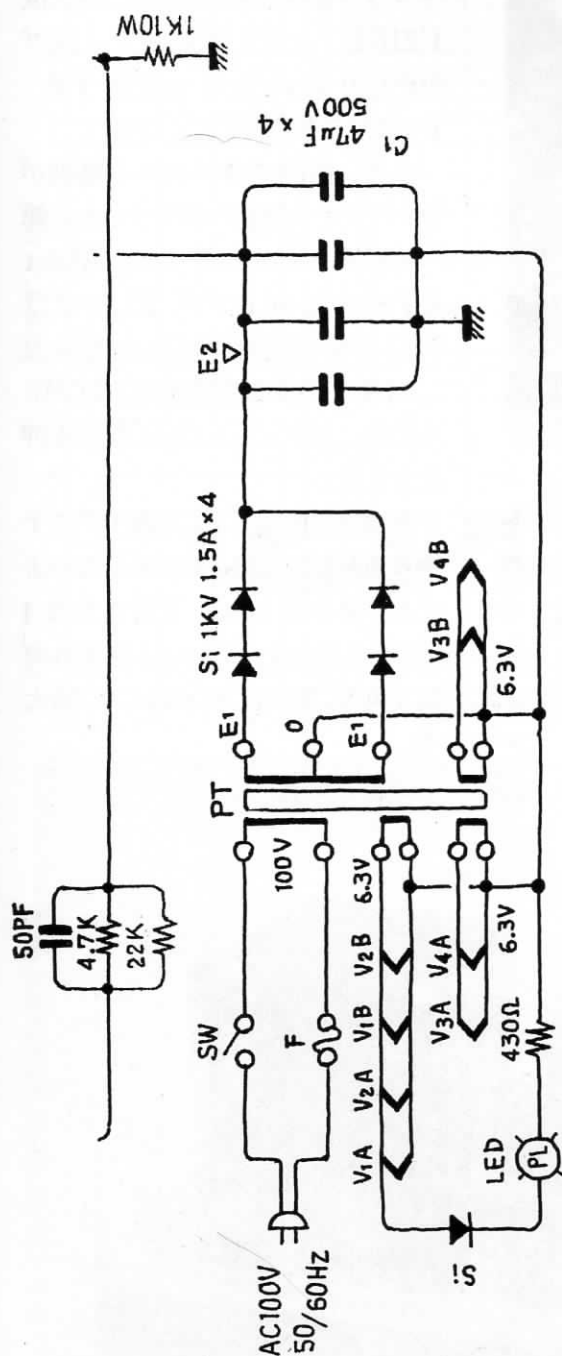 1K10W
C1
47μF × 4
500V
E2
Si 1KV 1.5A×4
E1
O
E1
V3B
V4B
6.3V
PT
100V
6.3V
6.3V
50PF
4.7K
22K
SW
F
V1A
V2A
V1B
V2B
V3A
V4A
430Ω
LED
PL
Si
AC100V
50/60Hz